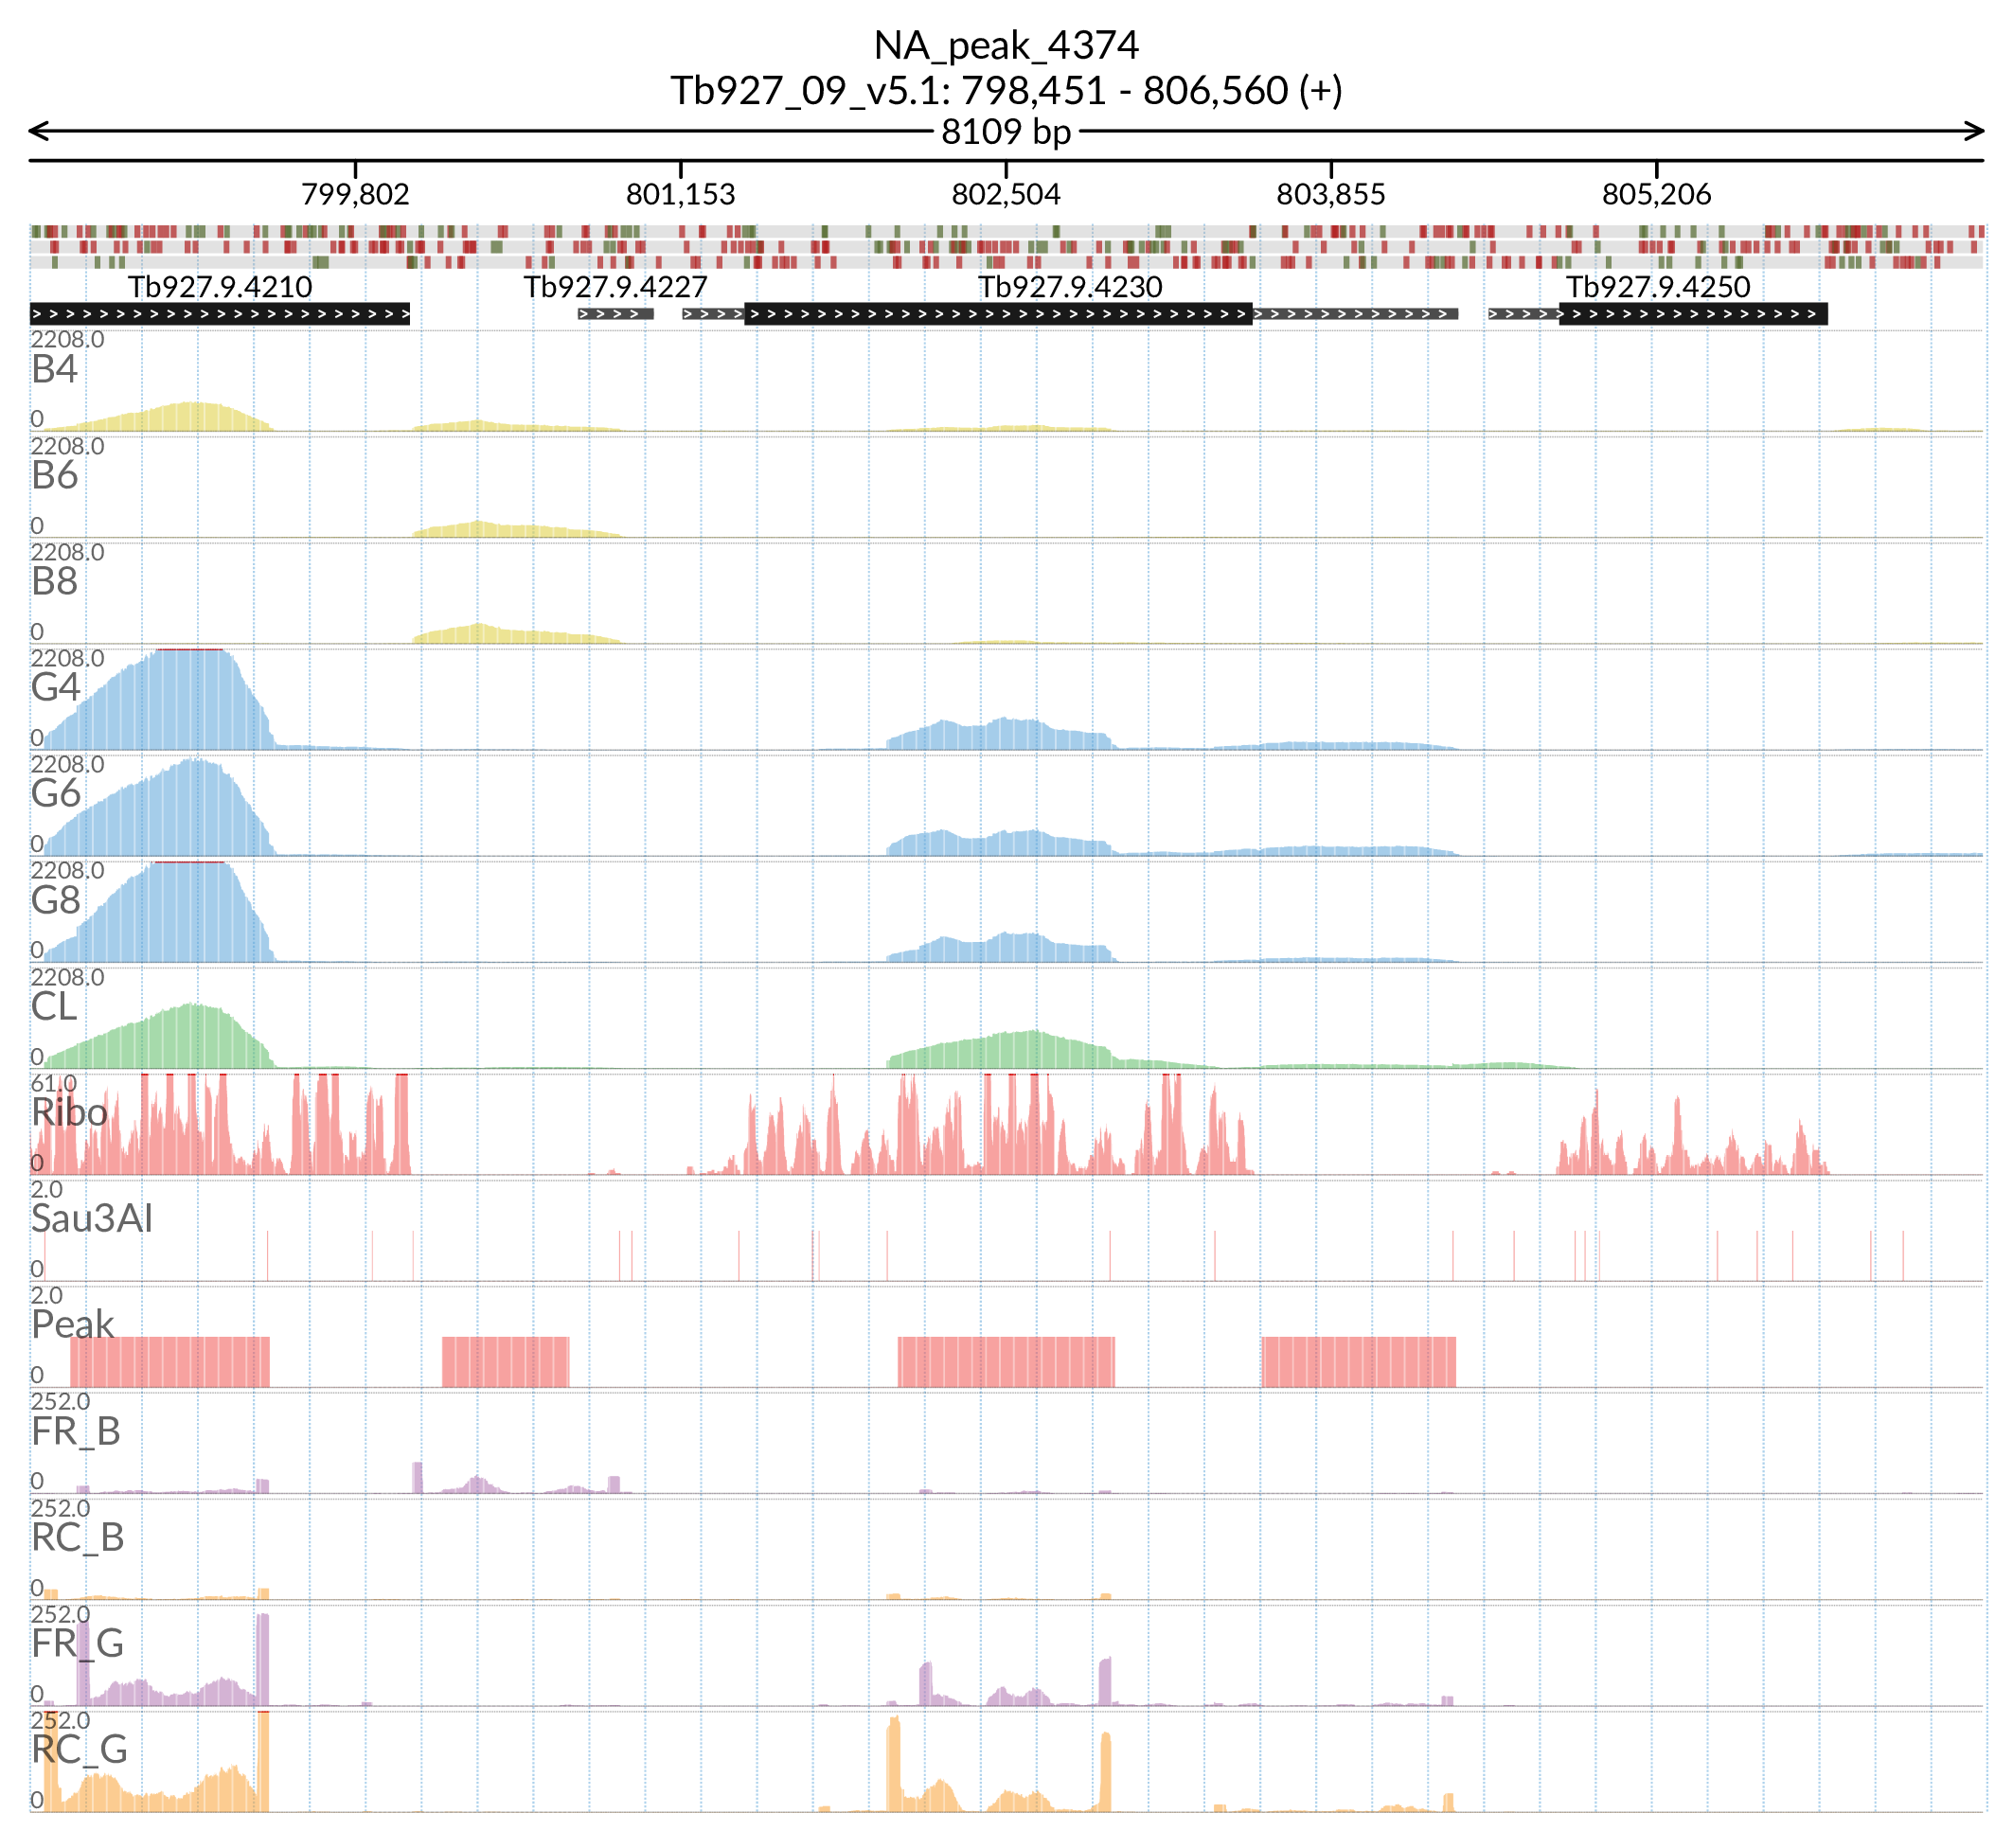 NA_peak_4374
Tb927_09_v5.1: 798,451 - 806,560 (+)
8109 bp
799,802 801,153 802,504 803,855 805,206
Tb927.9.4210 Tb927.9.4227 Tb927.9.4230 Tb927.9.4250
2208.0
B4
0
2208.0
B6
0
2208.0
B8
0
2208.0
G4
0
2208.0
G6
0
2208.0
G8
0
2208.0
CL
0
61.0
Ribo
0
2.0
Sau3AI
0
2.0
Peak
0
252.0
FR_B
0
252.0
RC_B
0
252.0
FR_G
0
252.0
RC_G
0